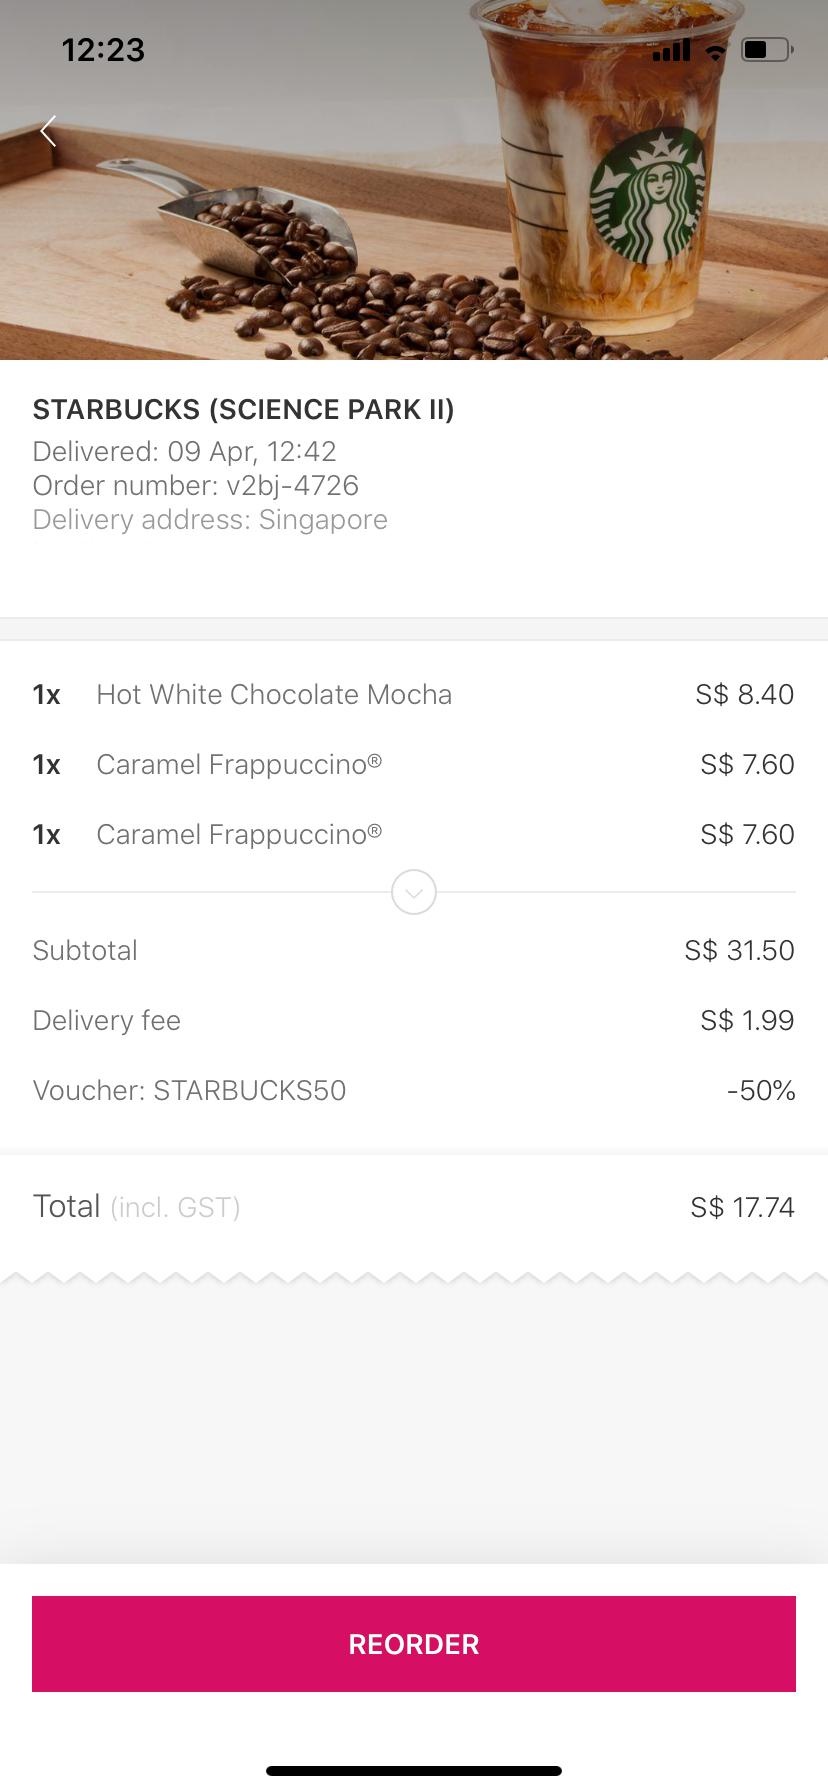 12:23
STARBUCKS (SCIENCE PARK II)
Delivered: 09 Apr, 12:42
Order number: v2bj-4726
Delivery address: Singapore
1x Hot White Chocolate Mocha S$ 8.40
1x Caramel Frappuccino® S$ 7.60
1x Caramel Frappuccino® S$ 7.60
Subtotal S$ 31.50
Delivery fee S$ 1.99
Voucher: STARBUCKS50 -50%
Total (incl. GST) S$ 17.74
REORDER